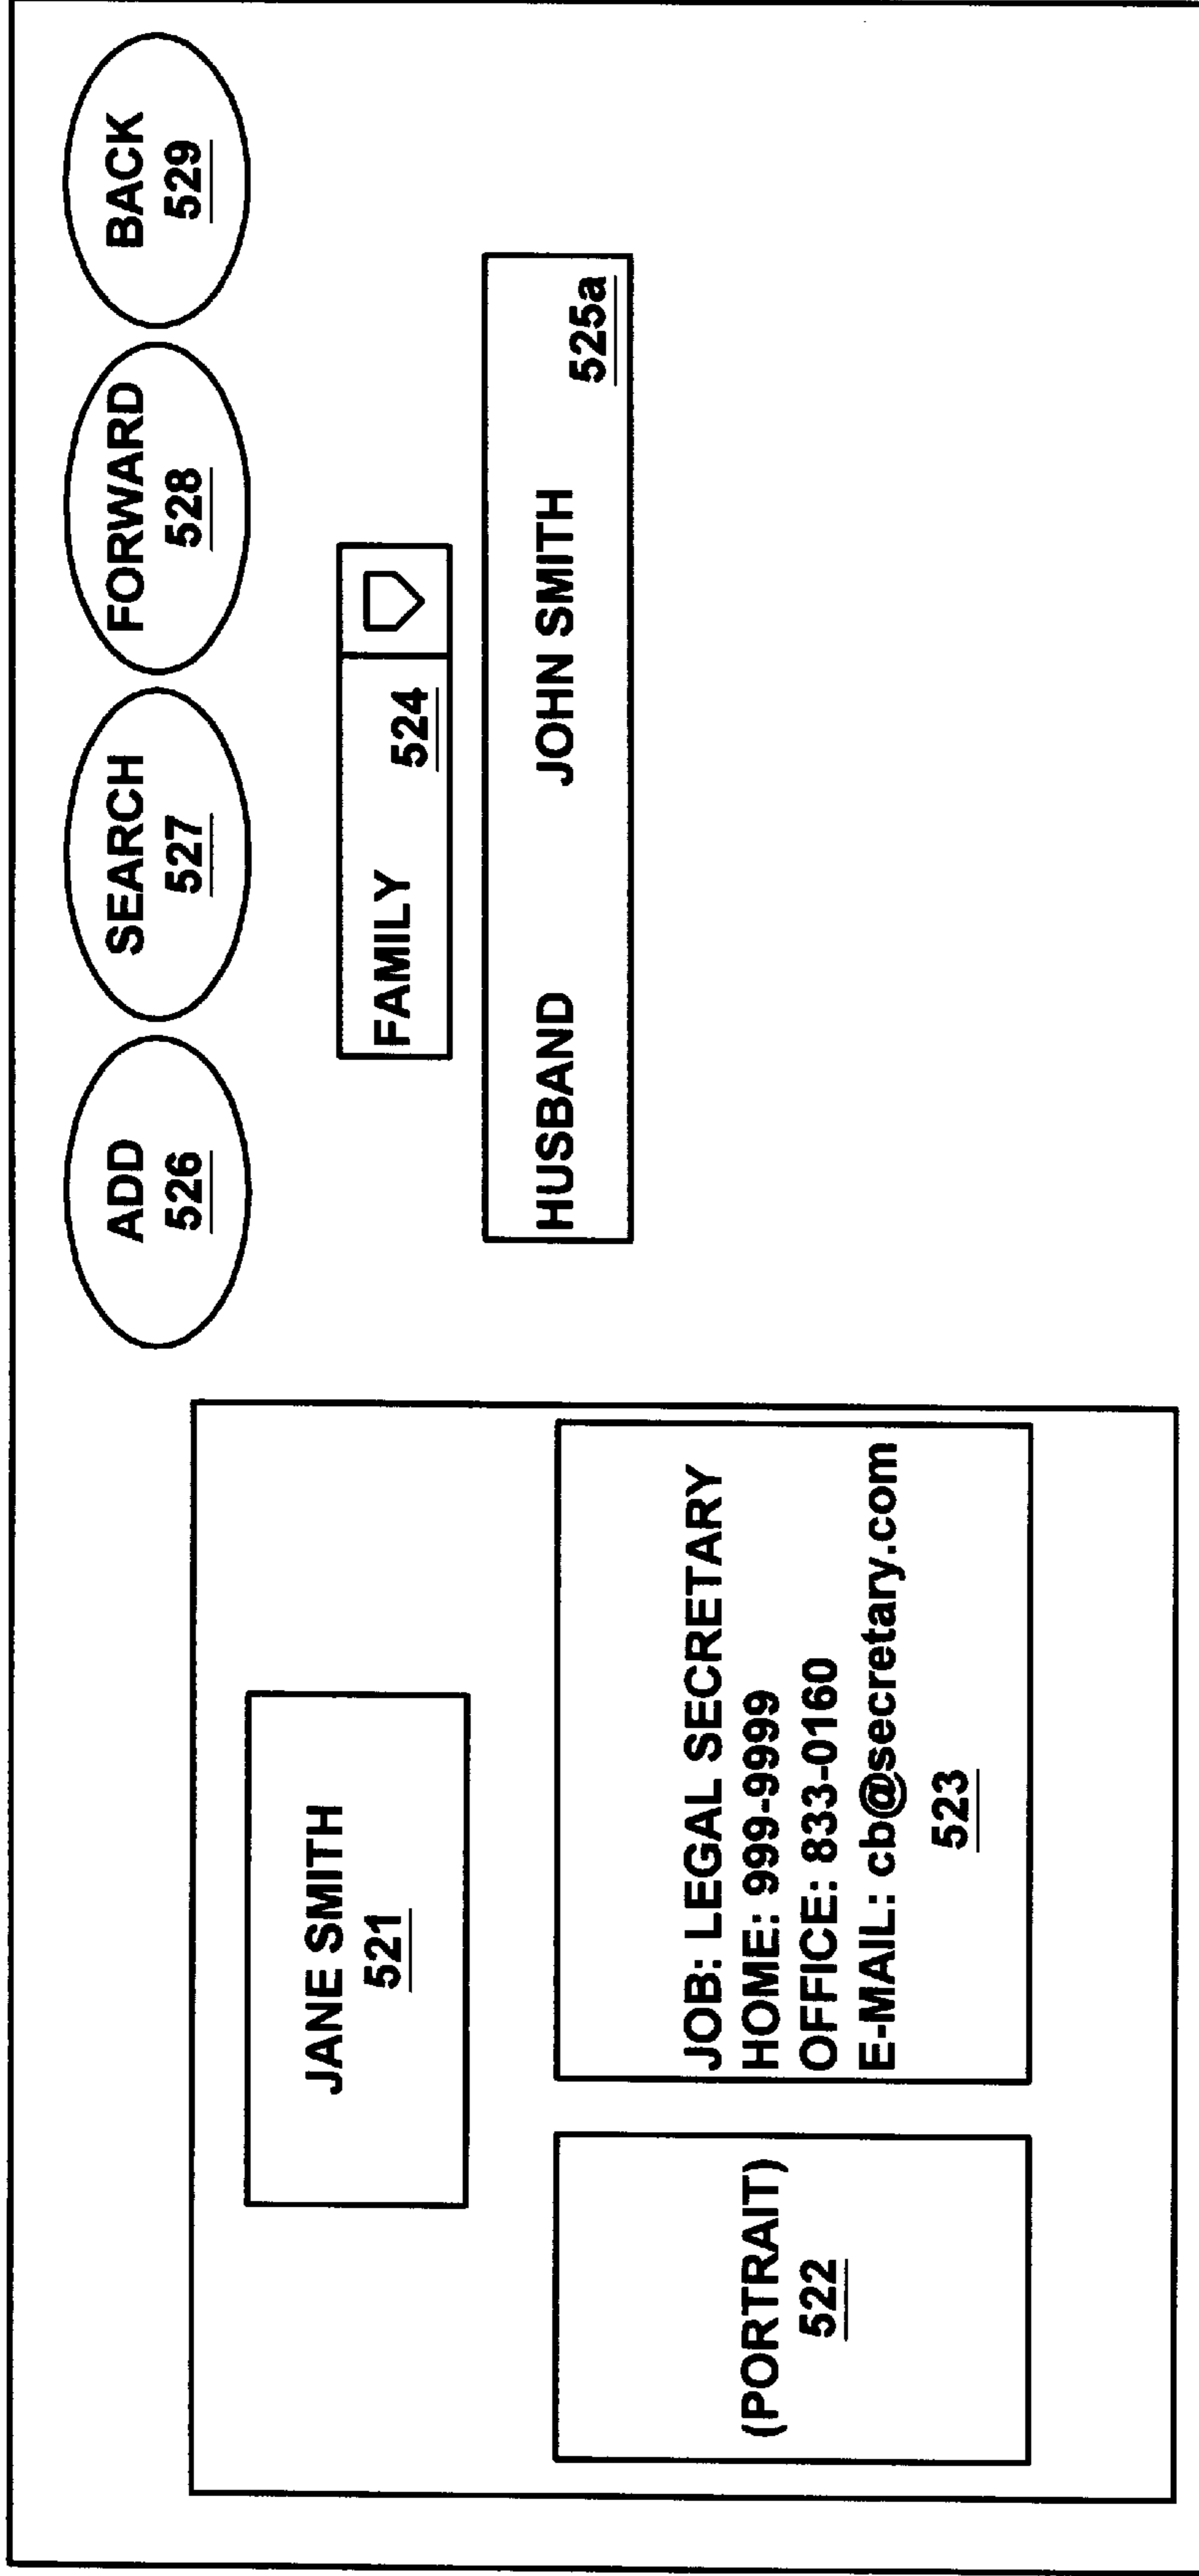 ADD
526
SEARCH
527
FORWARD
528
BACK
529
JANE SMITH
521
(PORTRAIT)
522
JOB: LEGAL SECRETARY
HOME: 999-9999
OFFICE: 833-0160
E-MAIL: cb@secretary.com
523
FAMILY 524
HUSBAND JOHN SMITH 525a